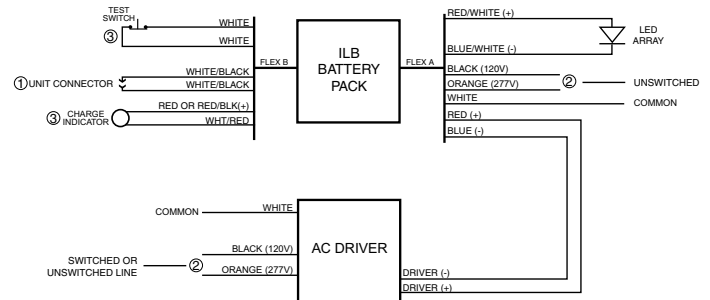 TEST
SWITCH
③
WHITE
WHITE
① UNIT CONNECTOR
WHITE/BLACK
WHITE/BLACK
③ CHARGE
INDICATOR
RED OR RED/BLK(+)
WHT/RED
FLEX B
ILB
BATTERY
PACK
FLEX A
RED/WHITE (+)
BLUE/WHITE (-)
LED
ARRAY
BLACK (120V)
ORANGE (277V)
② UNSWITCHED
WHITE
COMMON
RED (+)
BLUE (-)
COMMON
WHITE
SWITCHED OR
UNSWITCHED LINE
②
BLACK (120V)
ORANGE (277V)
AC DRIVER
DRIVER (-)
DRIVER (+)